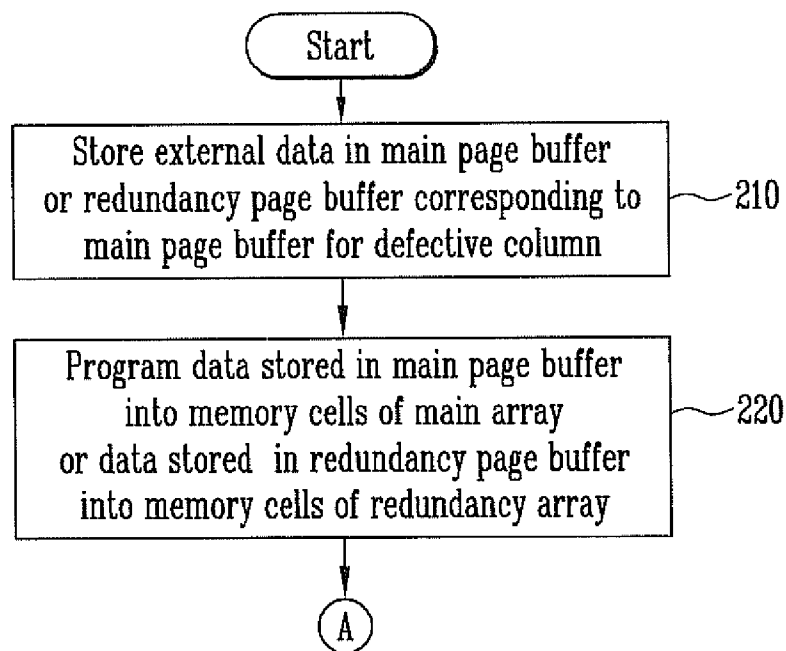 Start
Store external data in main page buffer
or redundancy page buffer corresponding to
main page buffer for defective column
210
Program data stored in main page buffer
into memory cells of main array
or data stored in redundancy page buffer
into memory cells of redundancy array
220
A